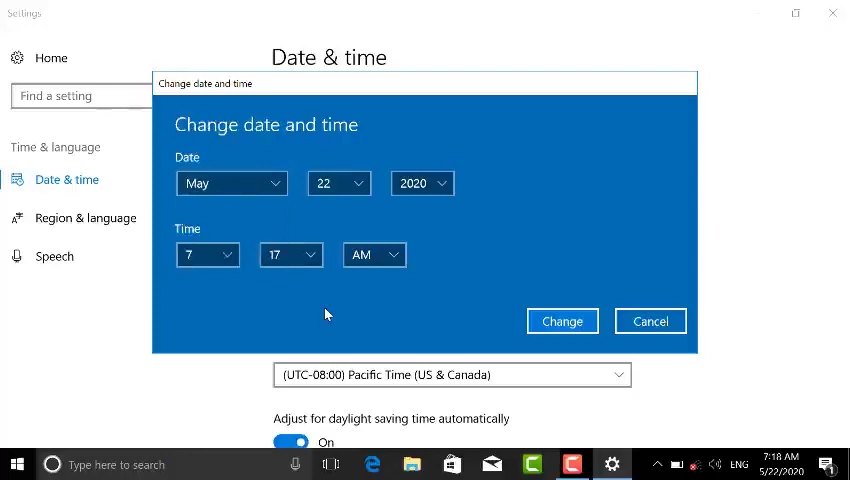 Settings
Home
Date & time
Find a setting
Change date and time
Change date and time
Time & language
Date
Date & time
May 22 2020
Region & language
Time
Speech
7 17 AM
Change Cancel
(UTC-08:00) Pacific Time (US & Canada)
Adjust for daylight saving time automatically
On
Type here to search
ENG
7:18 AM
5/22/2020
1